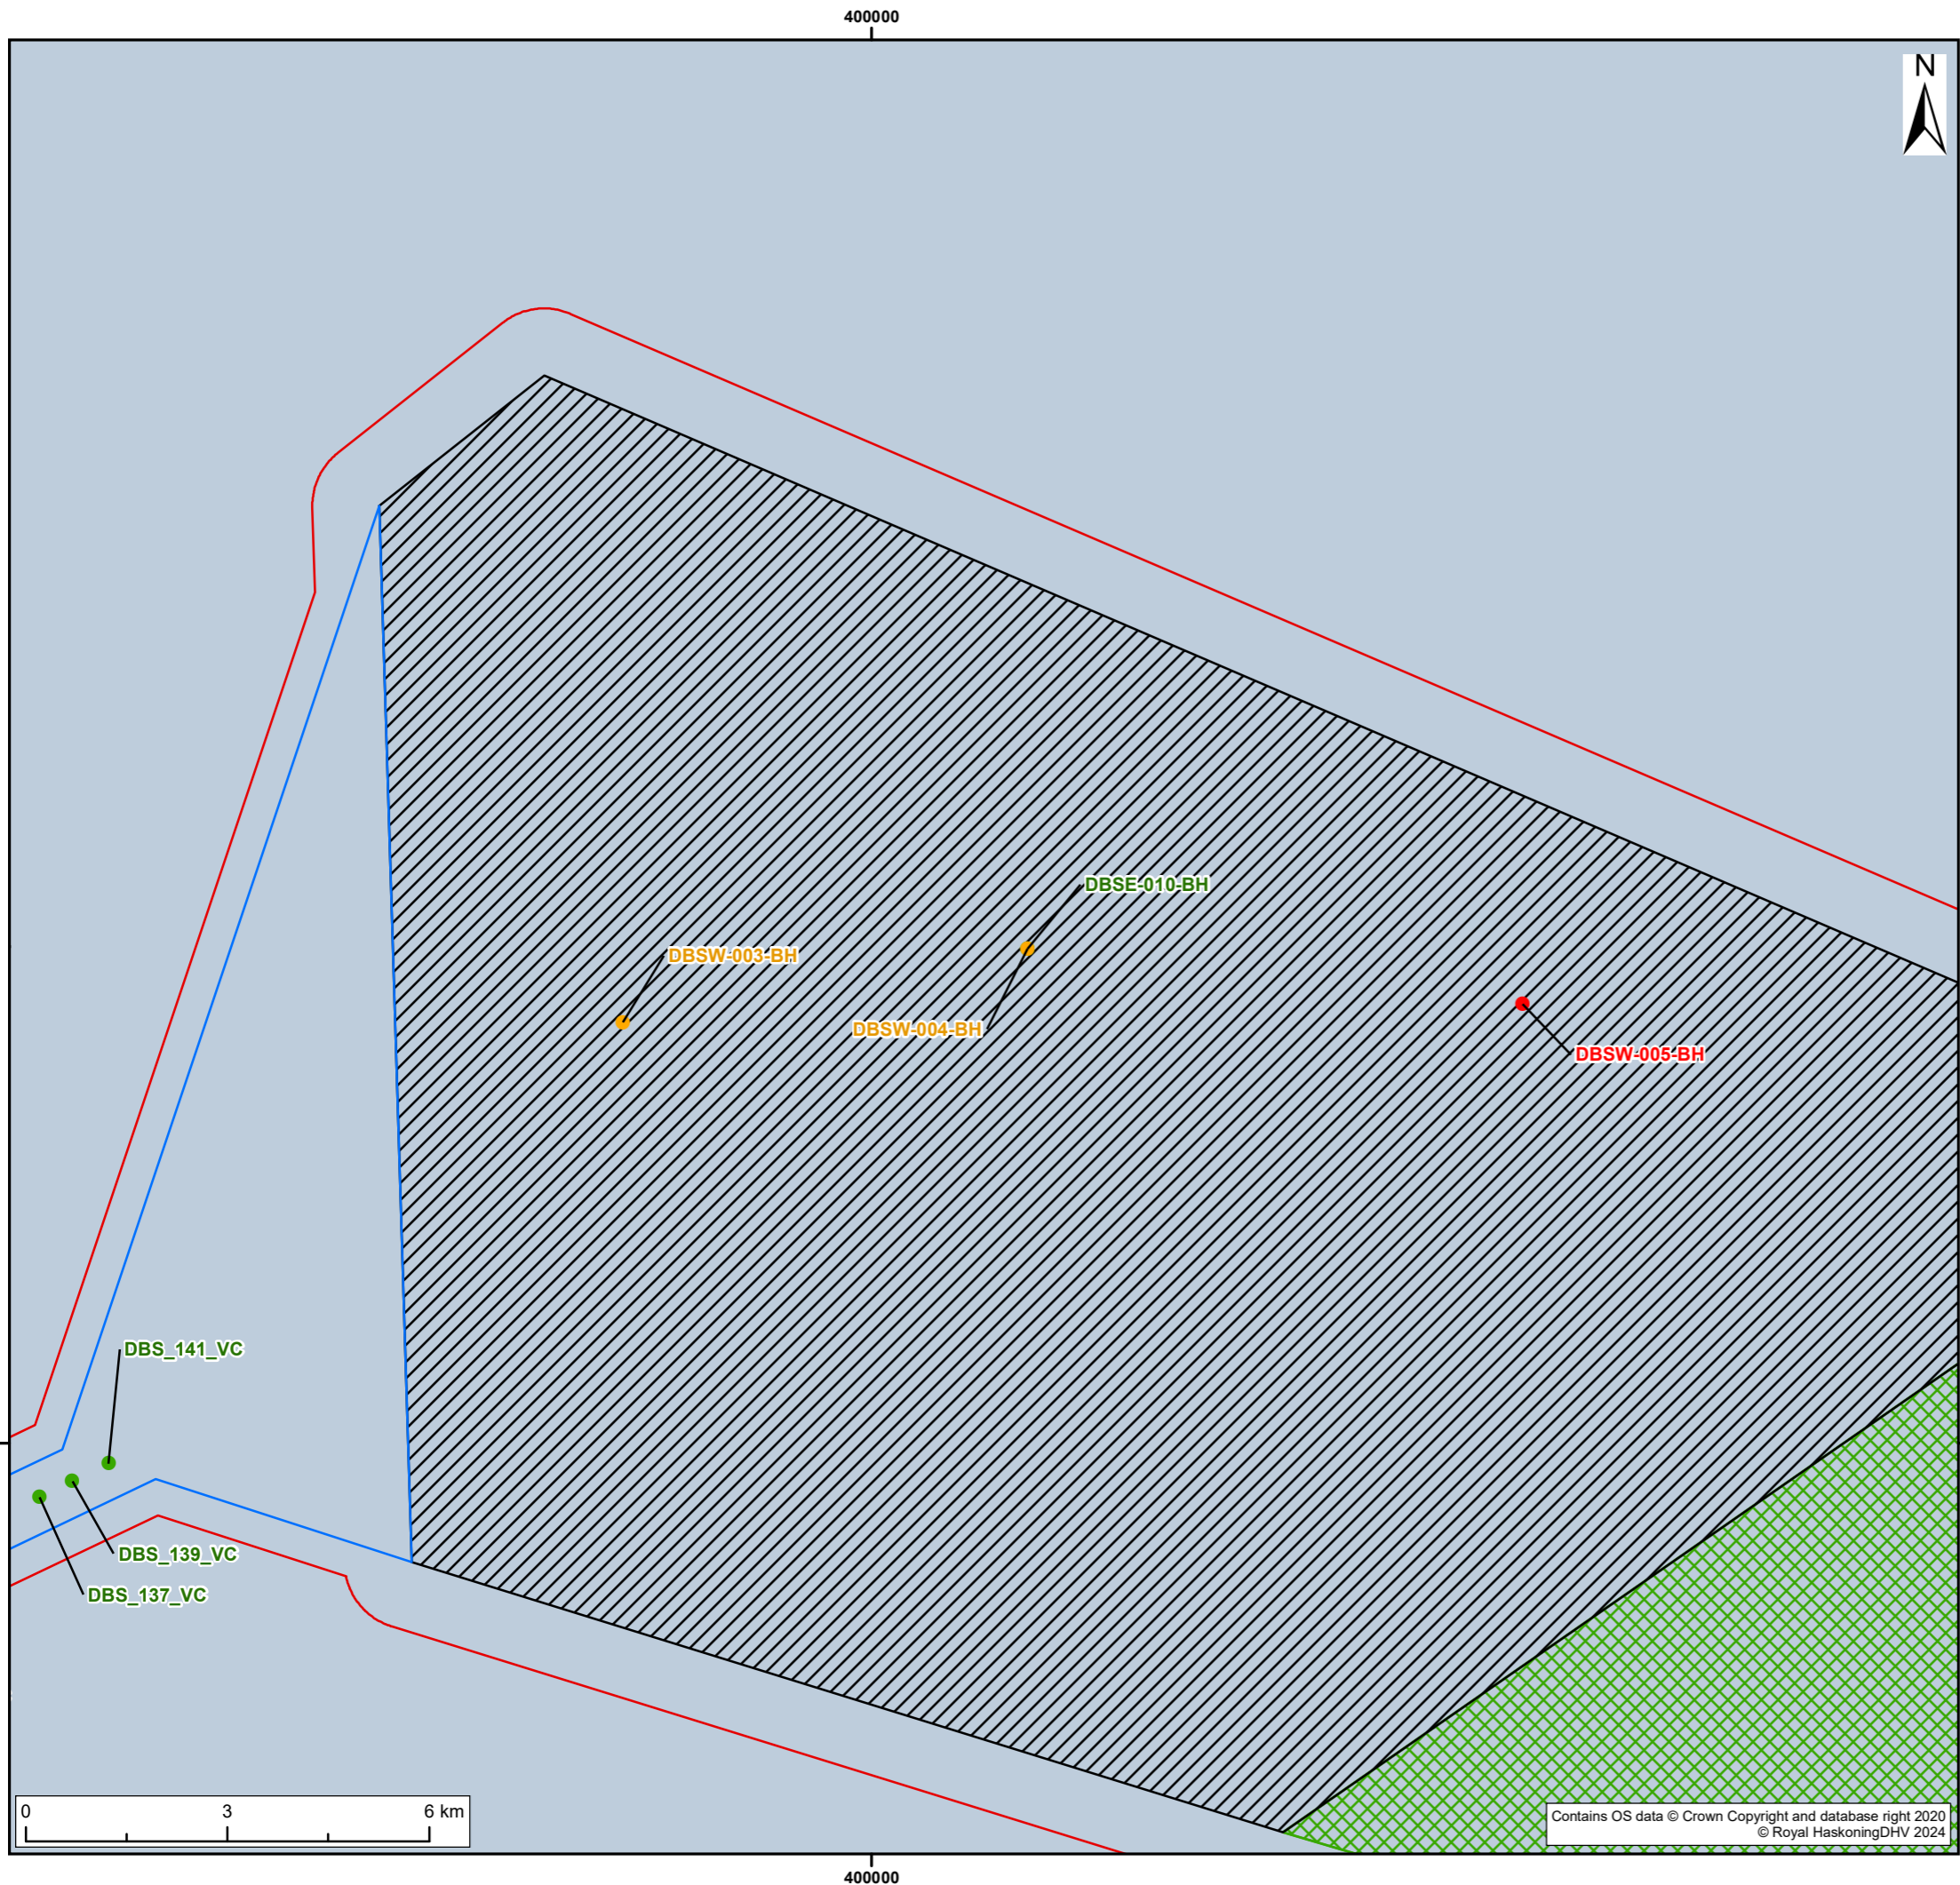 400000
N
DBSE-010-BH
DBSW-003-BH
DBSW-004-BH
DBSW-005-BH
DBS_141_VC
DBS_139_VC
DBS_137_VC
0 3 6 km
Contains OS data © Crown Copyright and database right 2020
© Royal HaskoningDHV 2024
400000